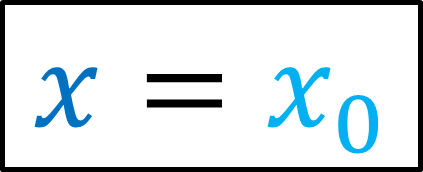 x = x₀